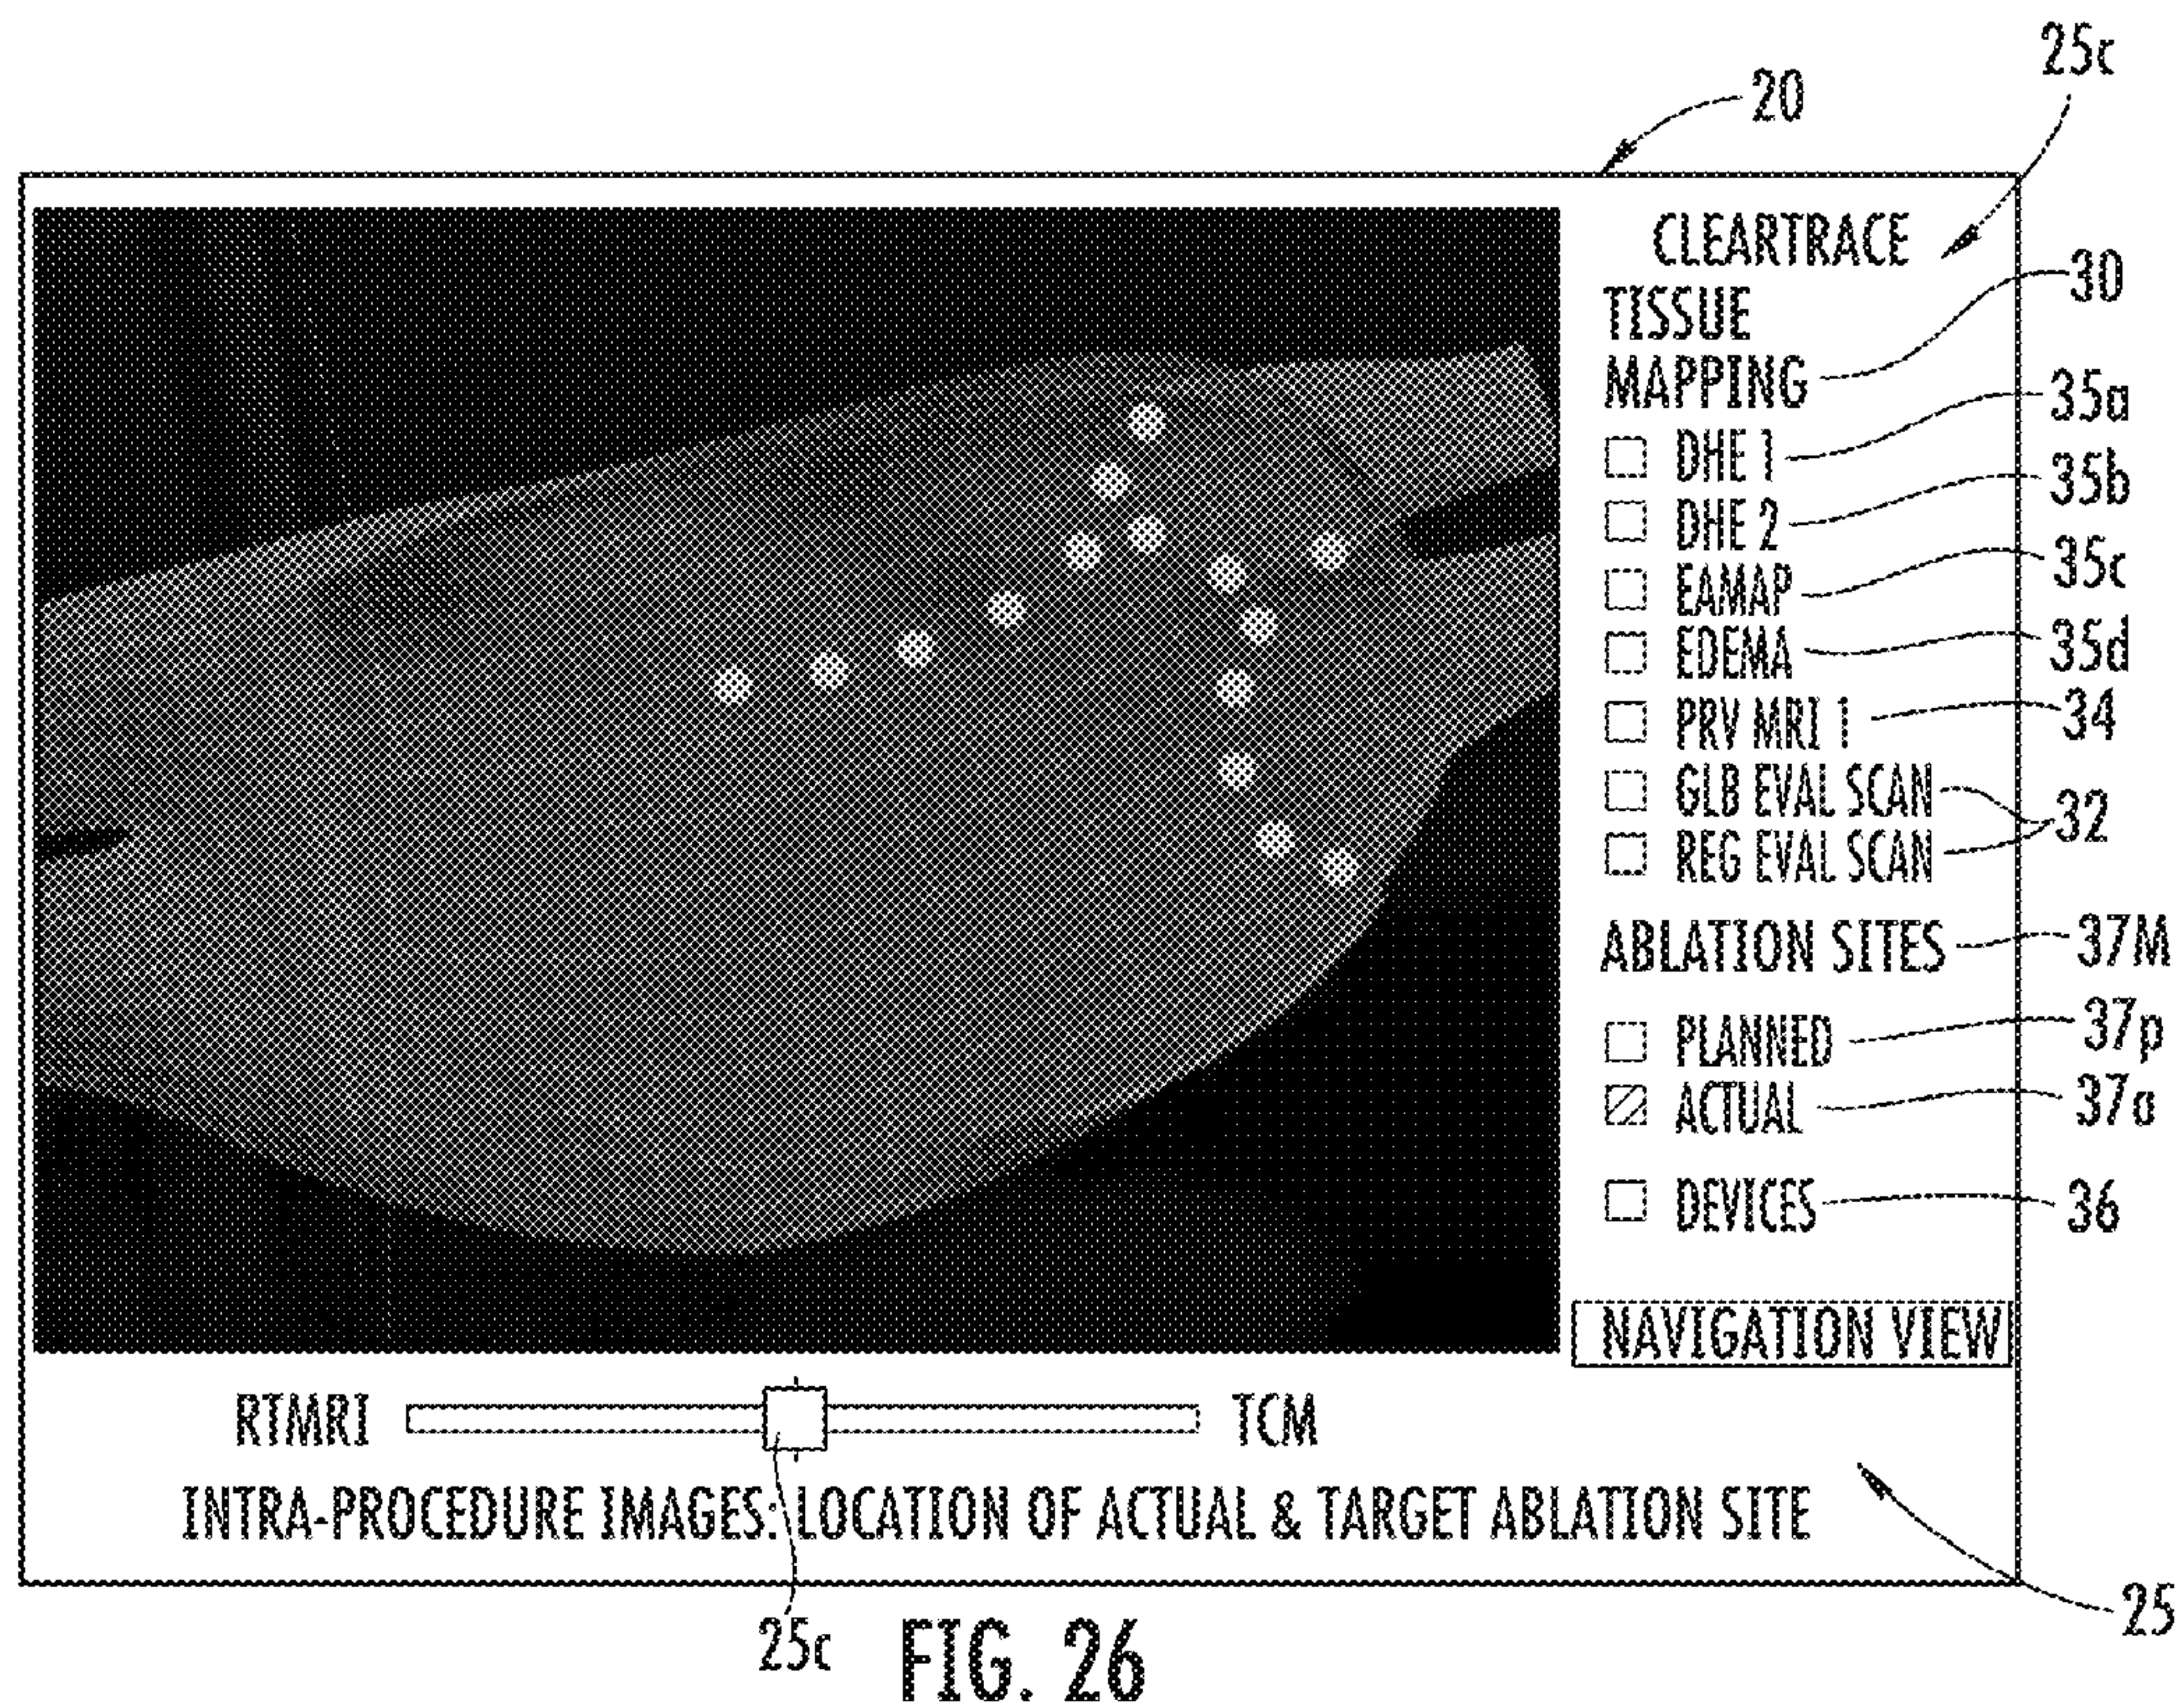 25c
20
CLEARTRACE
TISSUE
MAPPING
30
DHE 1
35a
DHE 2
35b
EAMAP
35c
EDEMA
35d
PRV MRI 1
34
GLB EVAL SCAN
REG EVAL SCAN
32
ABLATION SITES
37M
PLANNED
37p
ACTUAL
37a
DEVICES
36
NAVIGATION VIEW
RTMRI
TCM
INTRA-PROCEDURE IMAGES: LOCATION OF ACTUAL & TARGET ABLATION SITE
25c
25
FIG. 26